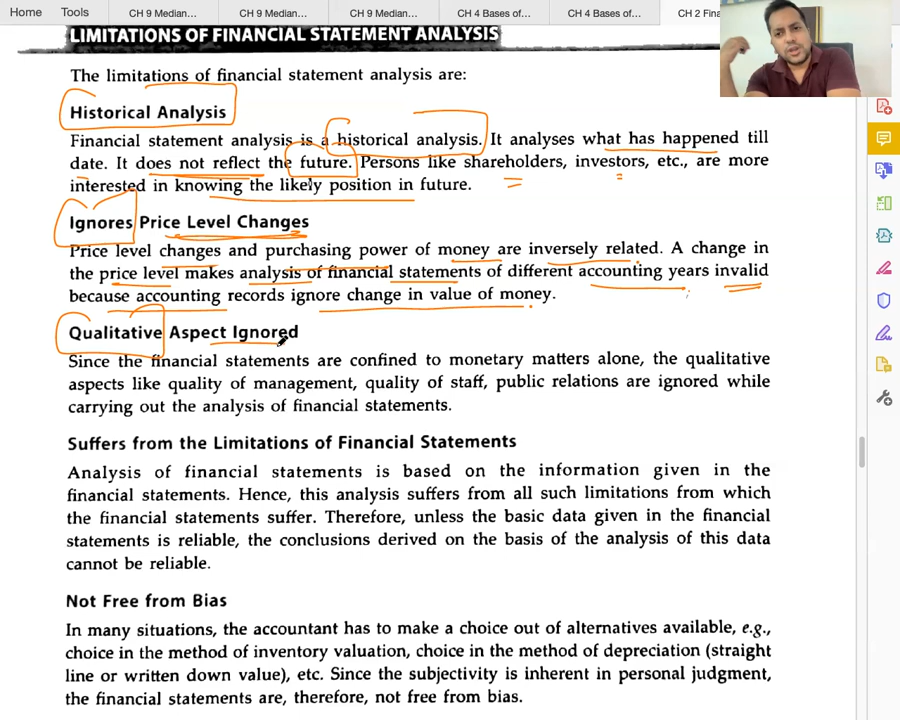 Home Tools CH 9 Median... CH 9 Median... CH 9 Median... CH 4 Bases of... CH 4 Bases of... CH 2 Fina
LIMITATIONS OF FINANCIAL STATEMENT ANALYSIS
The limitations of financial statement analysis are:
Historical Analysis
Financial statement analysis is a historical analysis. It analyses what has happened till
date. It does not reflect the future. Persons like shareholders, investors, etc., are more
interested in knowing the likely position in future.
Ignores Price Level Changes
Price level changes and purchasing power of money are inversely related. A change in
the price level makes analysis of financial statements of different accounting years invalid
because accounting records ignore change in value of money.
Qualitative Aspect Ignored
Since the financial statements are confined to monetary matters alone, the qualitative
aspects like quality of management, quality of staff, public relations are ignored while
carrying out the analysis of financial statements.
Suffers from the Limitations of Financial Statements
Analysis of financial statements is based on the information given in the
financial statements. Hence, this analysis suffers from all such limitations from which
the financial statements suffer. Therefore, unless the basic data given in the financial
statements is reliable, the conclusions derived on the basis of the analysis of this data
cannot be reliable.
Not Free from Bias
In many situations, the accountant has to make a choice out of alternatives available, e.g.,
choice in the method of inventory valuation, choice in the method of depreciation (straight
line or written down value), etc. Since the subjectivity is inherent in personal judgment,
the financial statements are, therefore, not free from bias.